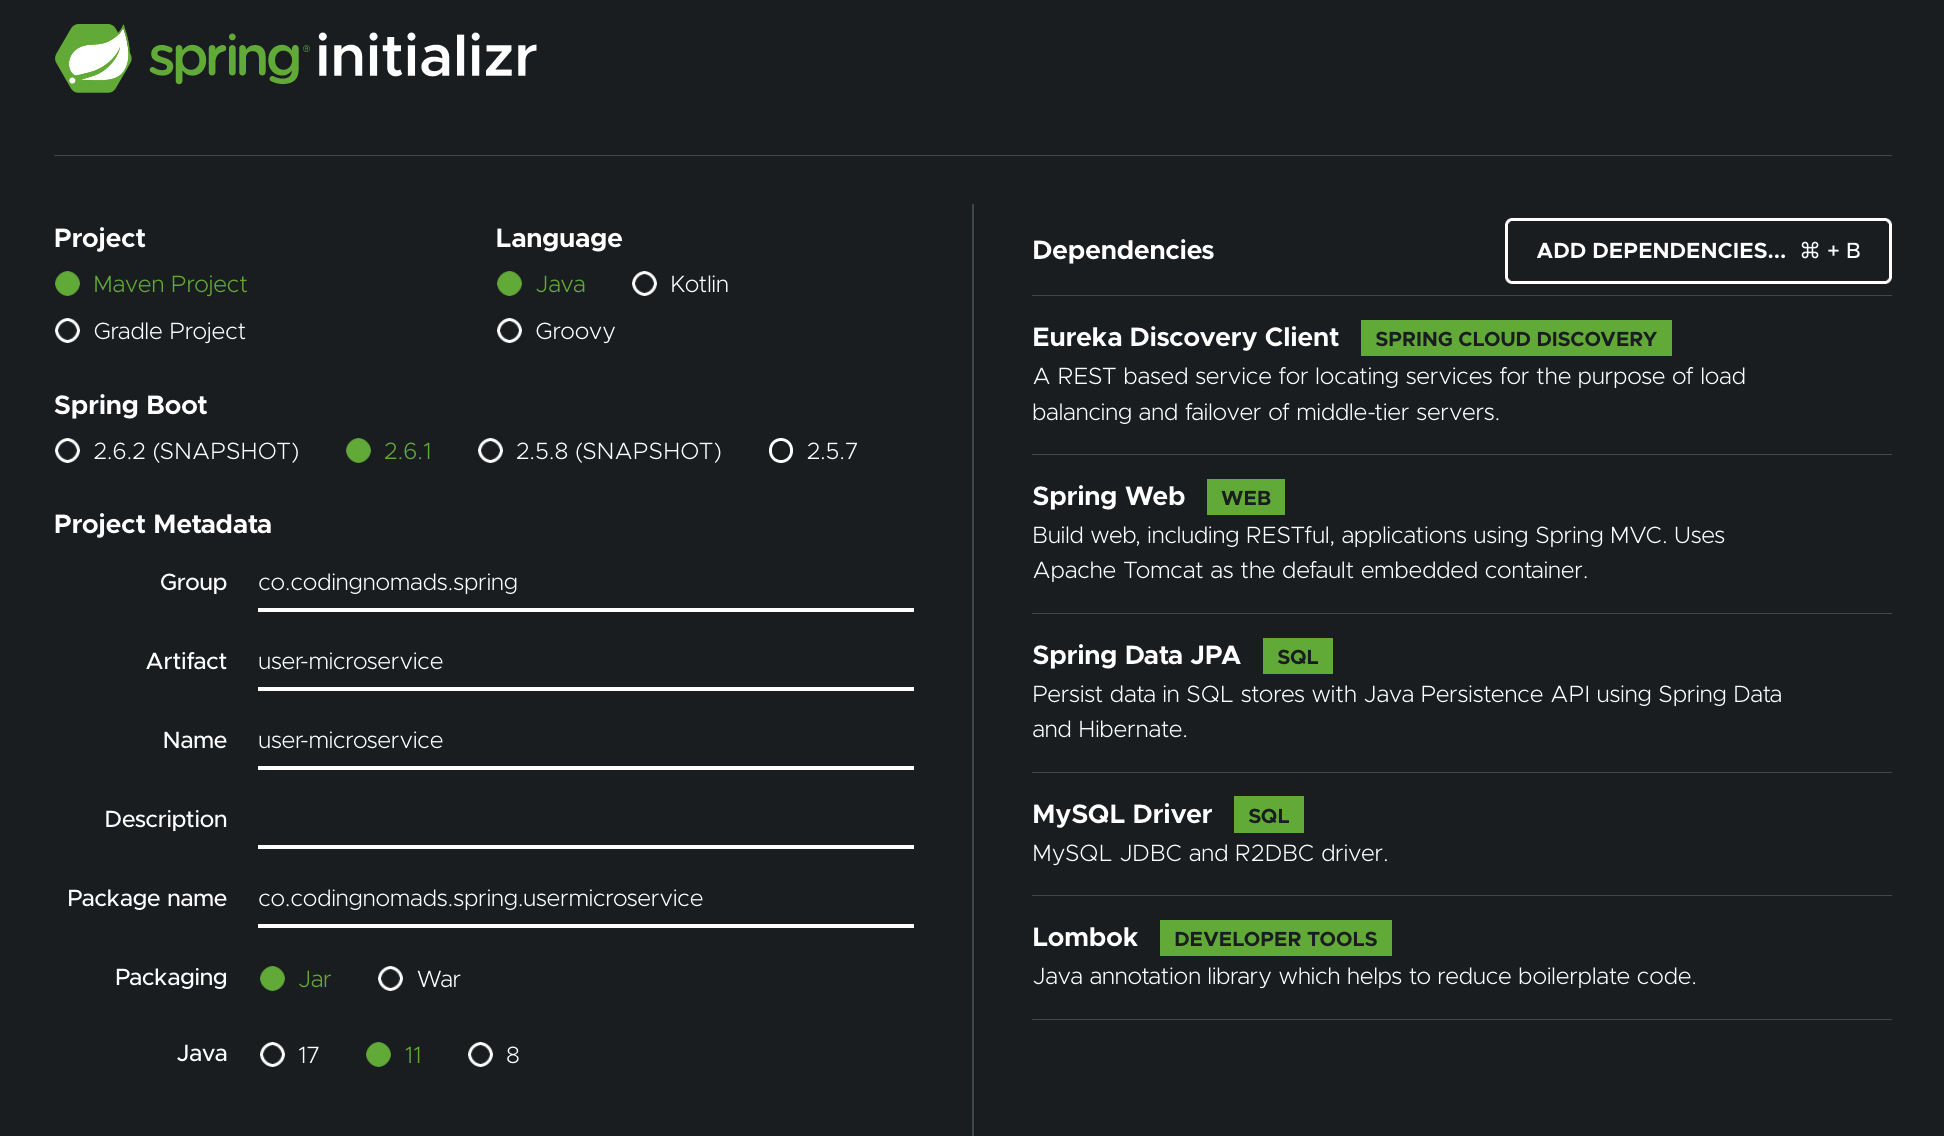 spring initializr
Project
Maven Project
Gradle Project
Language
Java Kotlin
Groovy
Spring Boot
2.6.2 (SNAPSHOT) 2.6.1 2.5.8 (SNAPSHOT) 2.5.7
Project Metadata
Group co.codingnomads.spring
Artifact user-microservice
Name user-microservice
Description
Package name co.codingnomads.spring.usermicroservice
Packaging Jar War
Java 17 11 8
Dependencies
ADD DEPENDENCIES... ⌘ + B
Eureka Discovery Client SPRING CLOUD DISCOVERY
A REST based service for locating services for the purpose of load
balancing and failover of middle-tier servers.
Spring Web WEB
Build web, including RESTful, applications using Spring MVC. Uses
Apache Tomcat as the default embedded container.
Spring Data JPA SQL
Persist data in SQL stores with Java Persistence API using Spring Data
and Hibernate.
MySQL Driver SQL
MySQL JDBC and R2DBC driver.
Lombok DEVELOPER TOOLS
Java annotation library which helps to reduce boilerplate code.